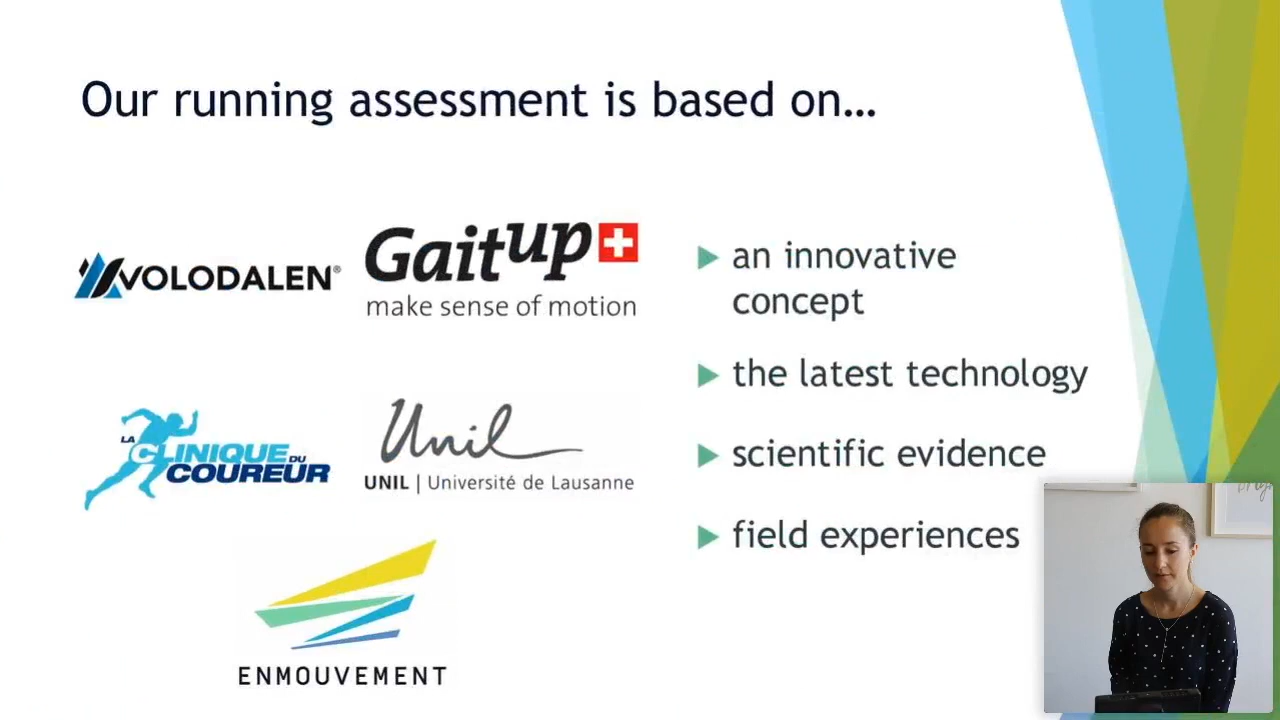 Our running assessment is based on…
VOLODALEN®
Gaitup
make sense of motion
LA CLINIQUE DU
COUREUR
Unil
UNIL | Université de Lausanne
ENMOUVEMENT
an innovative
concept
the latest technology
scientific evidence
field experiences